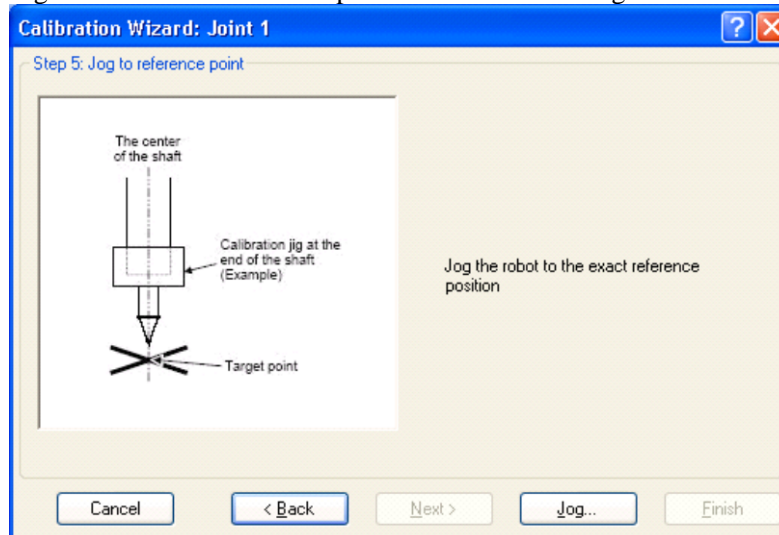 Calibration Wizard: Joint 1
Step 5: Jog to reference point
The center
of the shaft
Calibration jig at the
end of the shaft
(Example)
Target point
Jog the robot to the exact reference
position
Cancel
< Back
Next >
Jog...
Finish